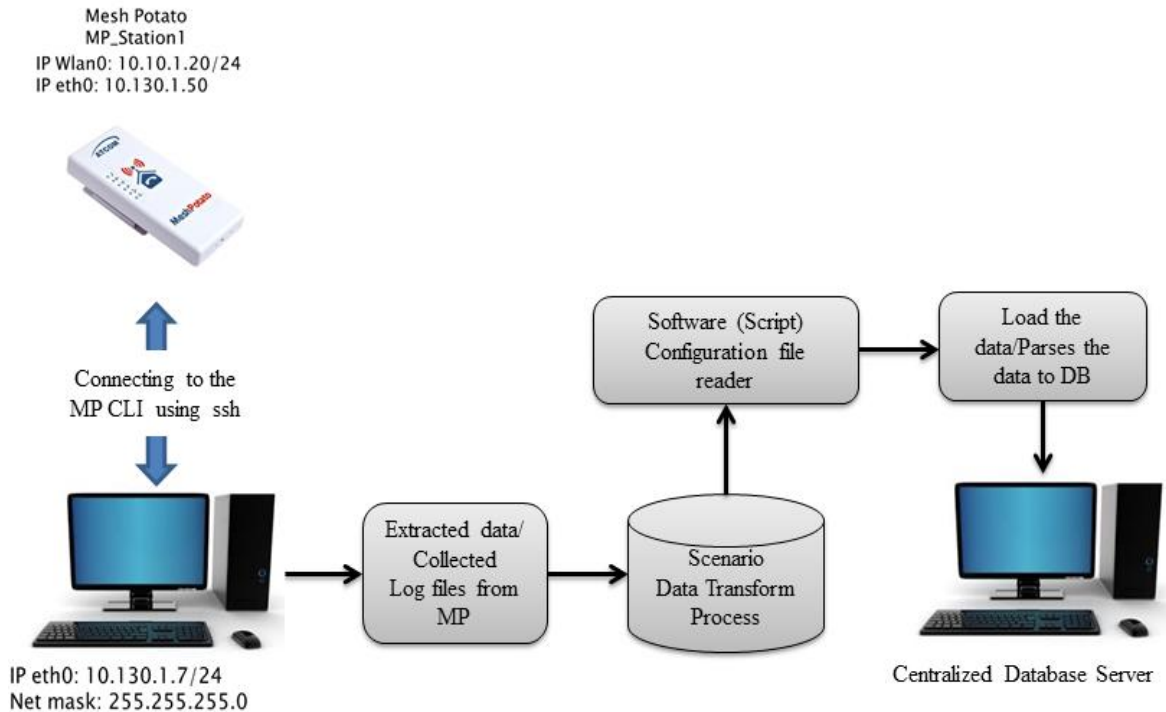 Mesh Potato
MP_Station1
IP Wlan0: 10.10.1.20/24
IP eth0: 10.130.1.50
ATCOM
MeshPotato
Connecting to the
MP CLI using ssh
IP eth0: 10.130.1.7/24
Net mask: 255.255.255.0
Extracted data/
Collected
Log files from
MP
Scenario
Data Transform
Process
Software (Script)
Configuration file
reader
Load the
data/Parses the
data to DB
Centralized Database Server